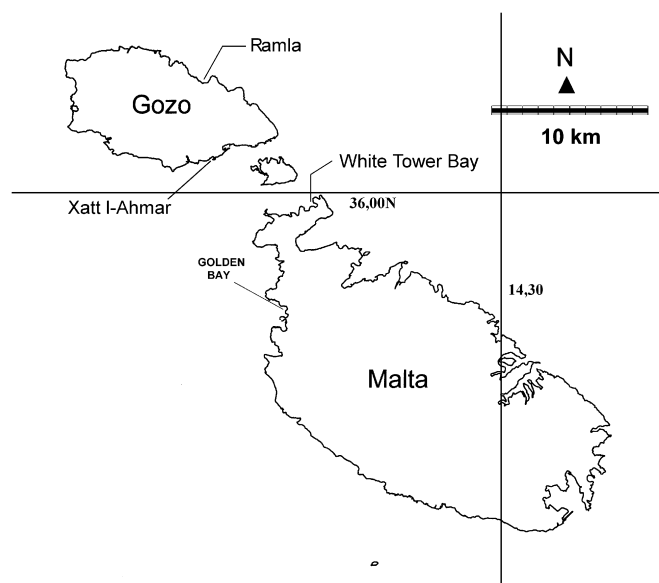 Ramla
N
Gozo
10 km
White Tower Bay
Xatt I-Ahmar
36,00N
GOLDEN
BAY
14,30
Malta